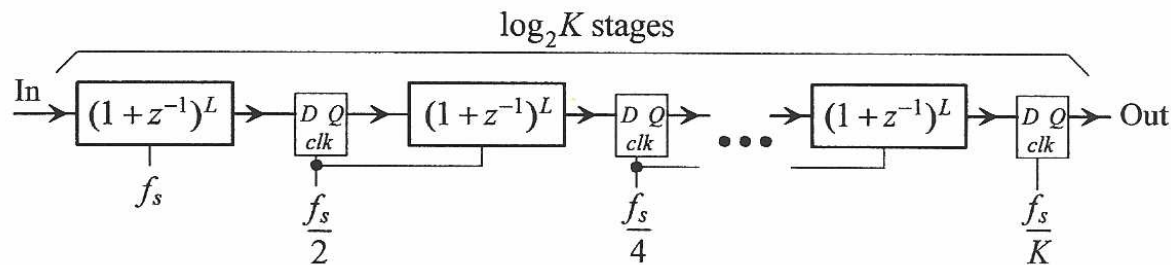 log₂K stages
In (1 + z⁻¹)ᴸ D Q clk (1 + z⁻¹)ᴸ D Q clk ••• (1 + z⁻¹)ᴸ D Q clk Out
fₛ fₛ/2 fₛ/4 fₛ/K